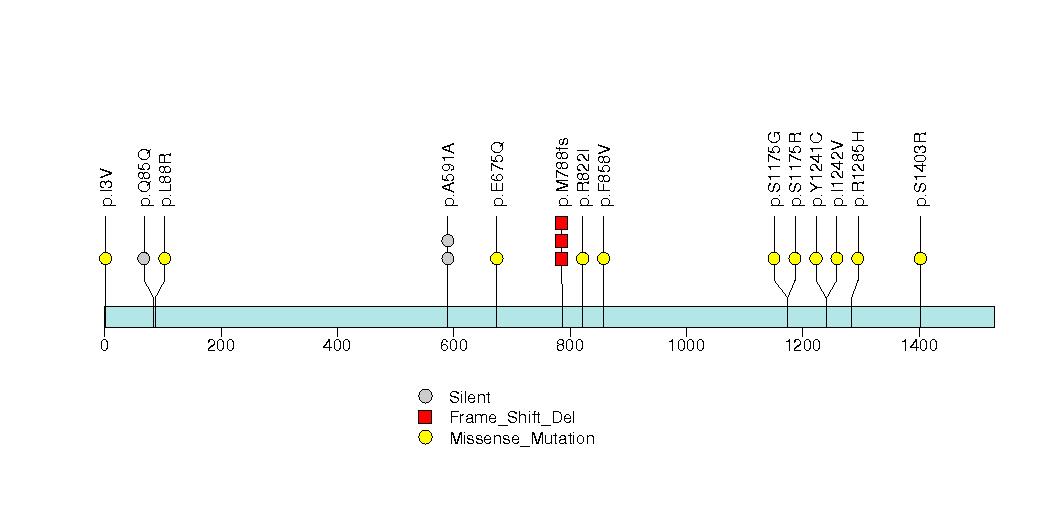 p.I3V
p.Q85Q
p.L88R
p.A591A
p.E675Q
p.M788fs
p.R822I
p.F858V
p.S1175G
p.S1175R
p.Y1241C
p.I1242V
p.R1285H
p.S1403R
0 200 400 600 800 1000 1200 1400
Silent
Frame_Shift_Del
Missense_Mutation